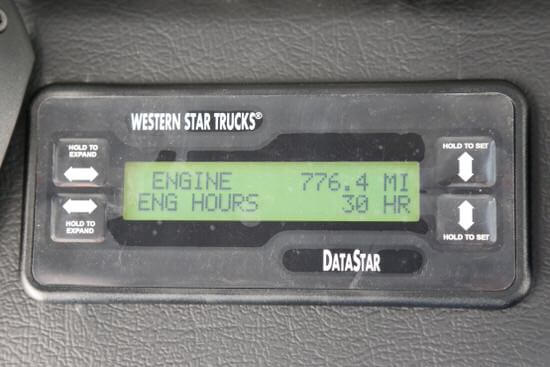 WESTERN STAR TRUCKS®
HOLD TO
EXPAND
HOLD TO SET
ENGINE 776.4 MI
ENG HOURS 30 HR
HOLD TO
EXPAND
HOLD TO SET
DATASTAR